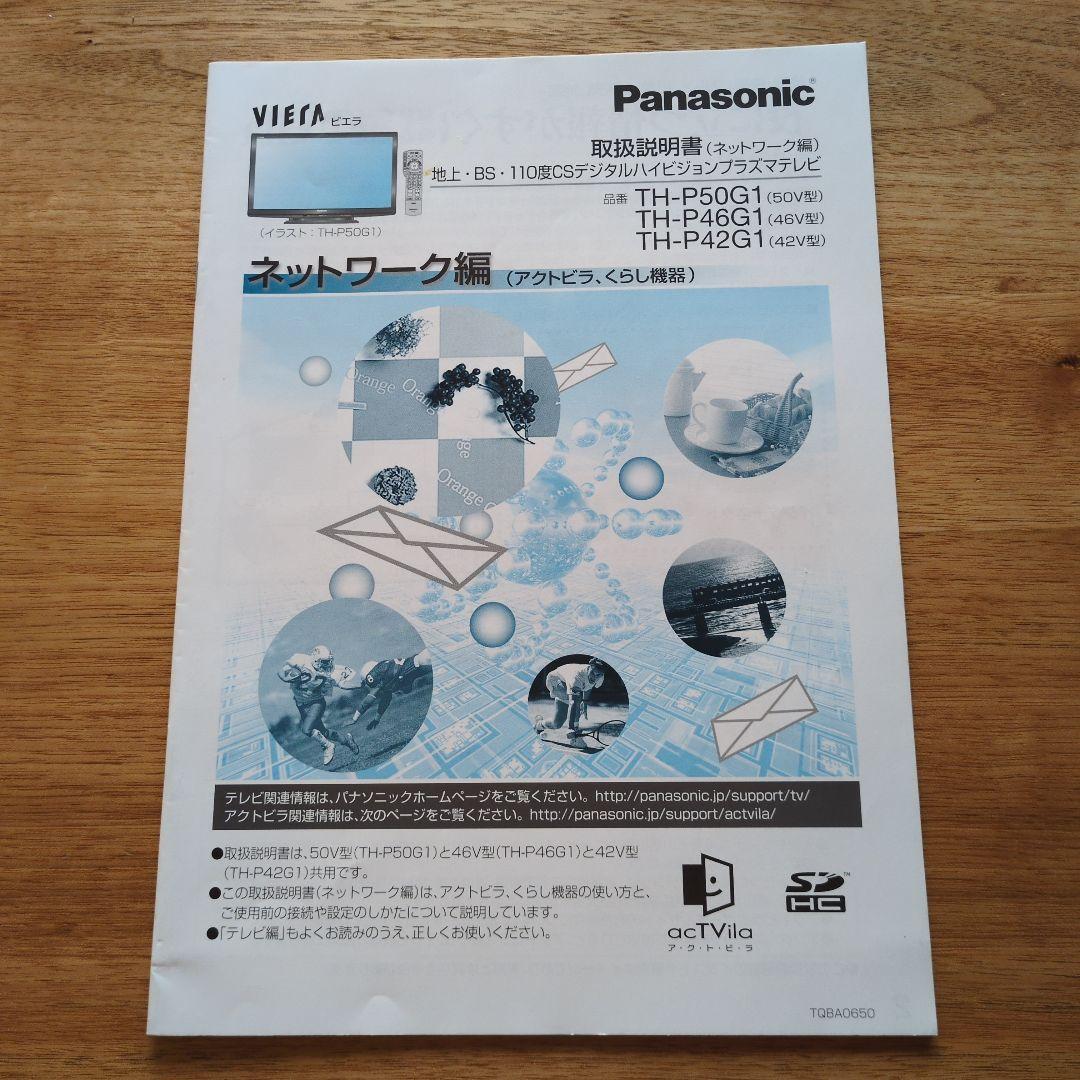 VIErA ビエラ
Panasonic®
取扱説明書(ネットワーク編)
地上・BS・110度CSデジタルハイビジョンプラズマテレビ
品番 TH-P50G1(50V型)
TH-P46G1(46V型)
TH-P42G1(42V型)
(イラスト:TH-P50G1)
ネットワーク編 (アクトビラ、くらし機器)
Orange Orange
Orange O
テレビ関連情報は、パナソニックホームページをご覧ください。 http://panasonic.jp/support/tv/
アクトビラ関連情報は、次のページをご覧ください。 http://panasonic.jp/support/actvila/
●取扱説明書は、50V型(TH-P50G1)と46V型(TH-P46G1)と42V型
(TH-P42G1)共用です。
●この取扱説明書(ネットワーク編)は、アクトビラ、くらし機器の使い方と、
ご使用前の接続や設定のしかたについて説明しています。
●「テレビ編」もよくお読みのうえ、正しくお使いください。
acTVila
ア・ク・ト・ビ・ラ
SD™
HC
TQBA0650